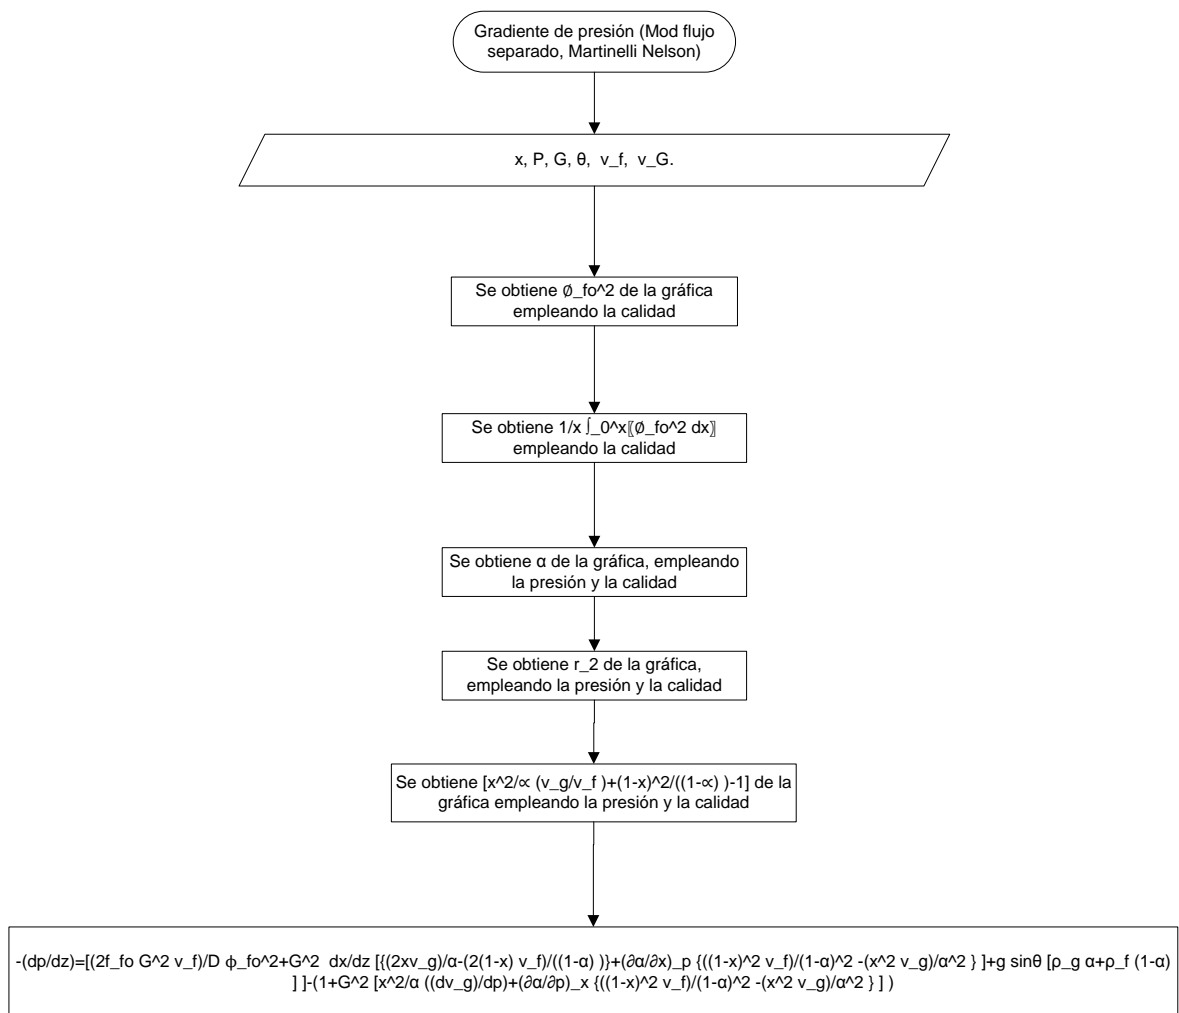 Gradiente de presión (Mod flujo
separado, Martinelli Nelson)
x, P, G, θ,  v_f,  v_G.
Se obtiene ∅_fo^2 de la gráfica
empleando la calidad
Se obtiene 1/x ∫_0^x〖∅_fo^2 dx〗
empleando la calidad
Se obtiene α de la gráfica, empleando
la presión y la calidad
Se obtiene r_2 de la gráfica,
empleando la presión y la calidad
Se obtiene [x^2/∝ (v_g/v_f )+(1-x)^2/((1-∝) )-1] de la
gráfica empleando la presión y la calidad
-(dp/dz)=[(2f_fo G^2 v_f)/D ϕ_fo^2+G^2  dx/dz [{(2xv_g)/α-(2(1-x) v_f)/((1-α) )}+(∂α/∂x)_p {((1-x)^2 v_f)/(1-α)^2 -(x^2 v_g)/α^2 } ]+g sinθ [ρ_g α+ρ_f (1-α)
] ]-(1+G^2 [x^2/α ((dv_g)/dp)+(∂α/∂p)_x {((1-x)^2 v_f)/(1-α)^2 -(x^2 v_g)/α^2 } ] )